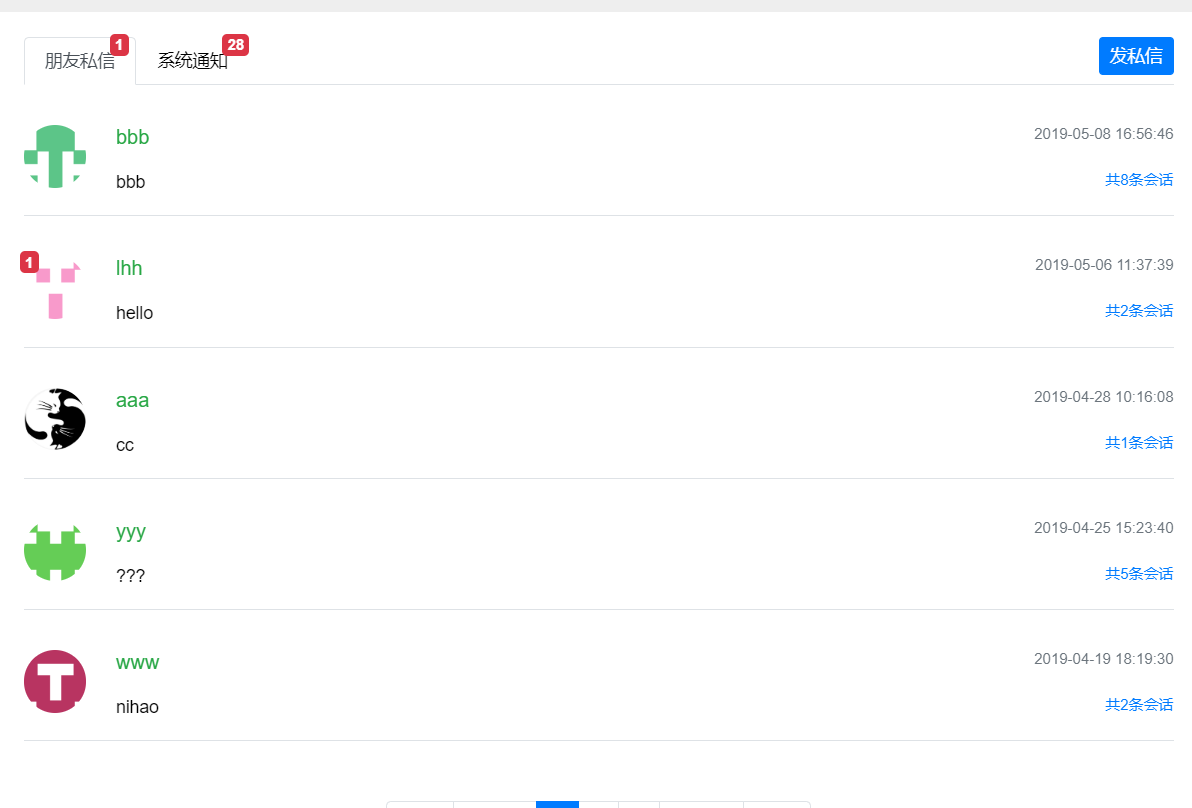 朋友私信 1 系统通知 28 发私信
bbb 2019-05-08 16:56:46
bbb 共8条会话
1
lhh 2019-05-06 11:37:39
hello 共2条会话
aaa 2019-04-28 10:16:08
cc 共1条会话
yyy 2019-04-25 15:23:40
??? 共5条会话
www 2019-04-19 18:19:30
nihao 共2条会话